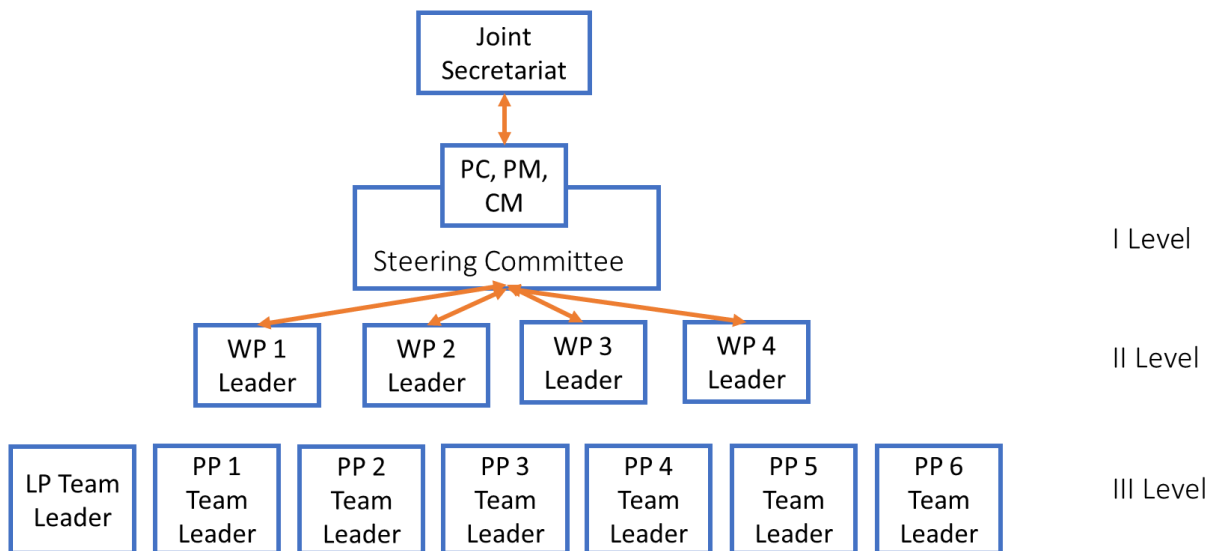 Joint
Secretariat
PC, PM,
CM
Steering Committee
I Level
WP 1
Leader
WP 2
Leader
WP 3
Leader
WP 4
Leader
II Level
LP Team
Leader
PP 1
Team
Leader
PP 2
Team
Leader
PP 3
Team
Leader
PP 4
Team
Leader
PP 5
Team
Leader
PP 6
Team
Leader
III Level